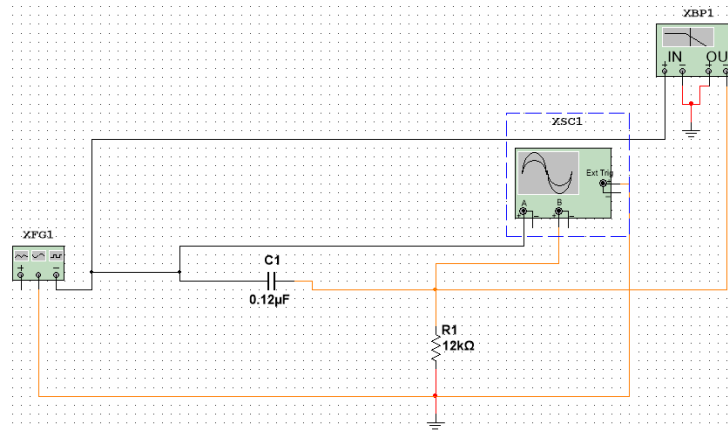 XBP1
IN OU
XSC1
Ext Trig
A B
XFG1
C1
0.12µF
R1
12kΩ